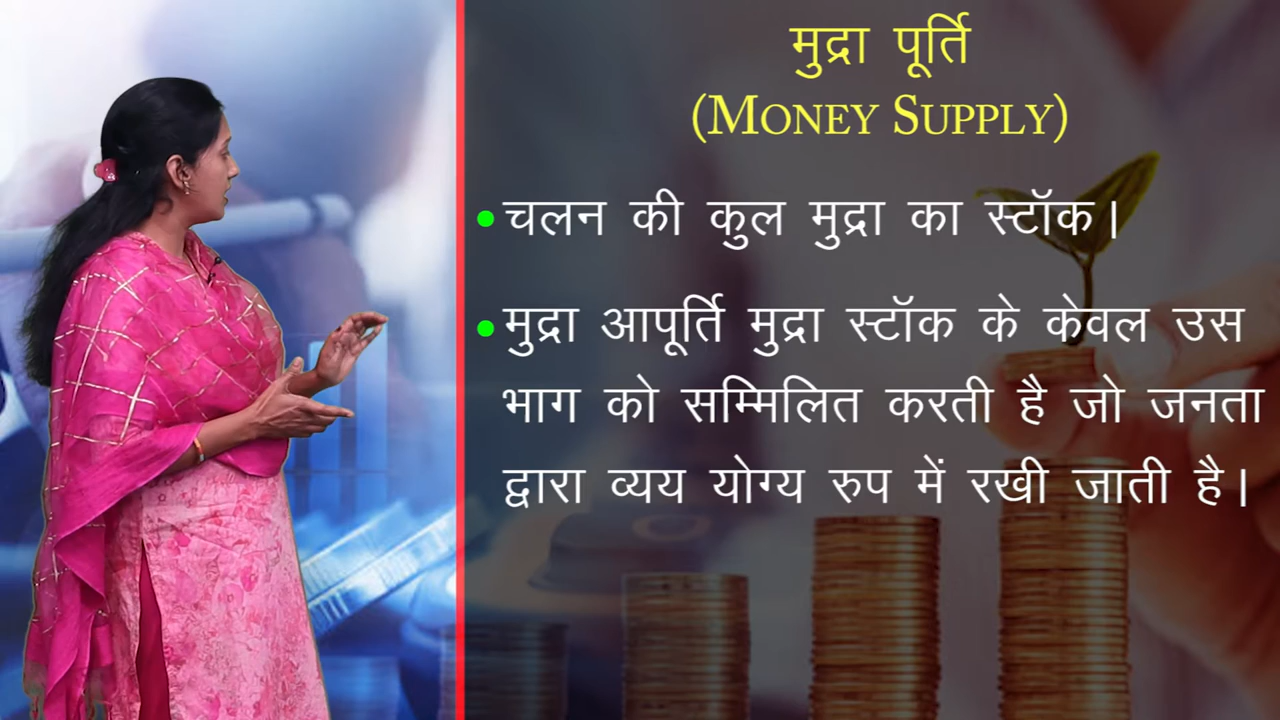 मुद्रा पूर्ति
(MONEY SUPPLY)
• चलन की कुल मुद्रा का स्टॉक।
• मुद्रा आपूर्ति मुद्रा स्टॉक के केवल उस
भाग को सम्मिलित करती है जो जनता
द्वारा व्यय योग्य रुप में रखी जाती है।